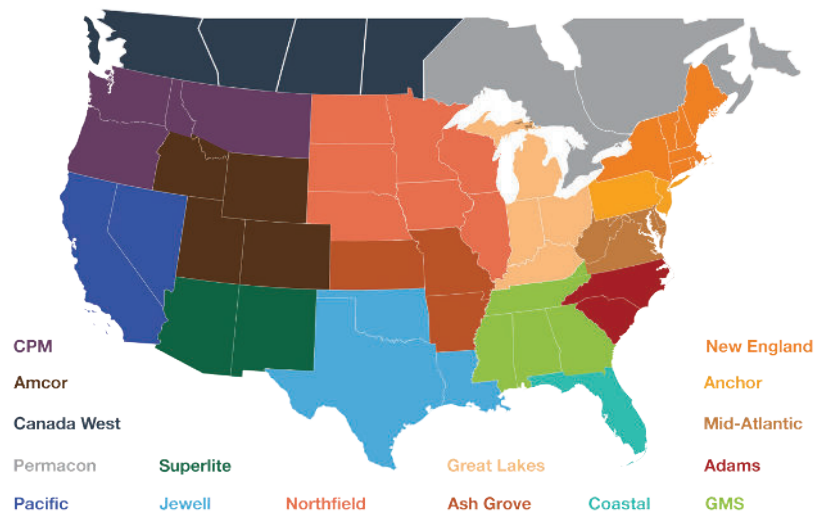 CPM
New England
Amcor
Anchor
Canada West
Mid-Atlantic
Permacon
Superlite
Great Lakes
Adams
Pacific
Jewell
Northfield
Ash Grove
Coastal
GMS